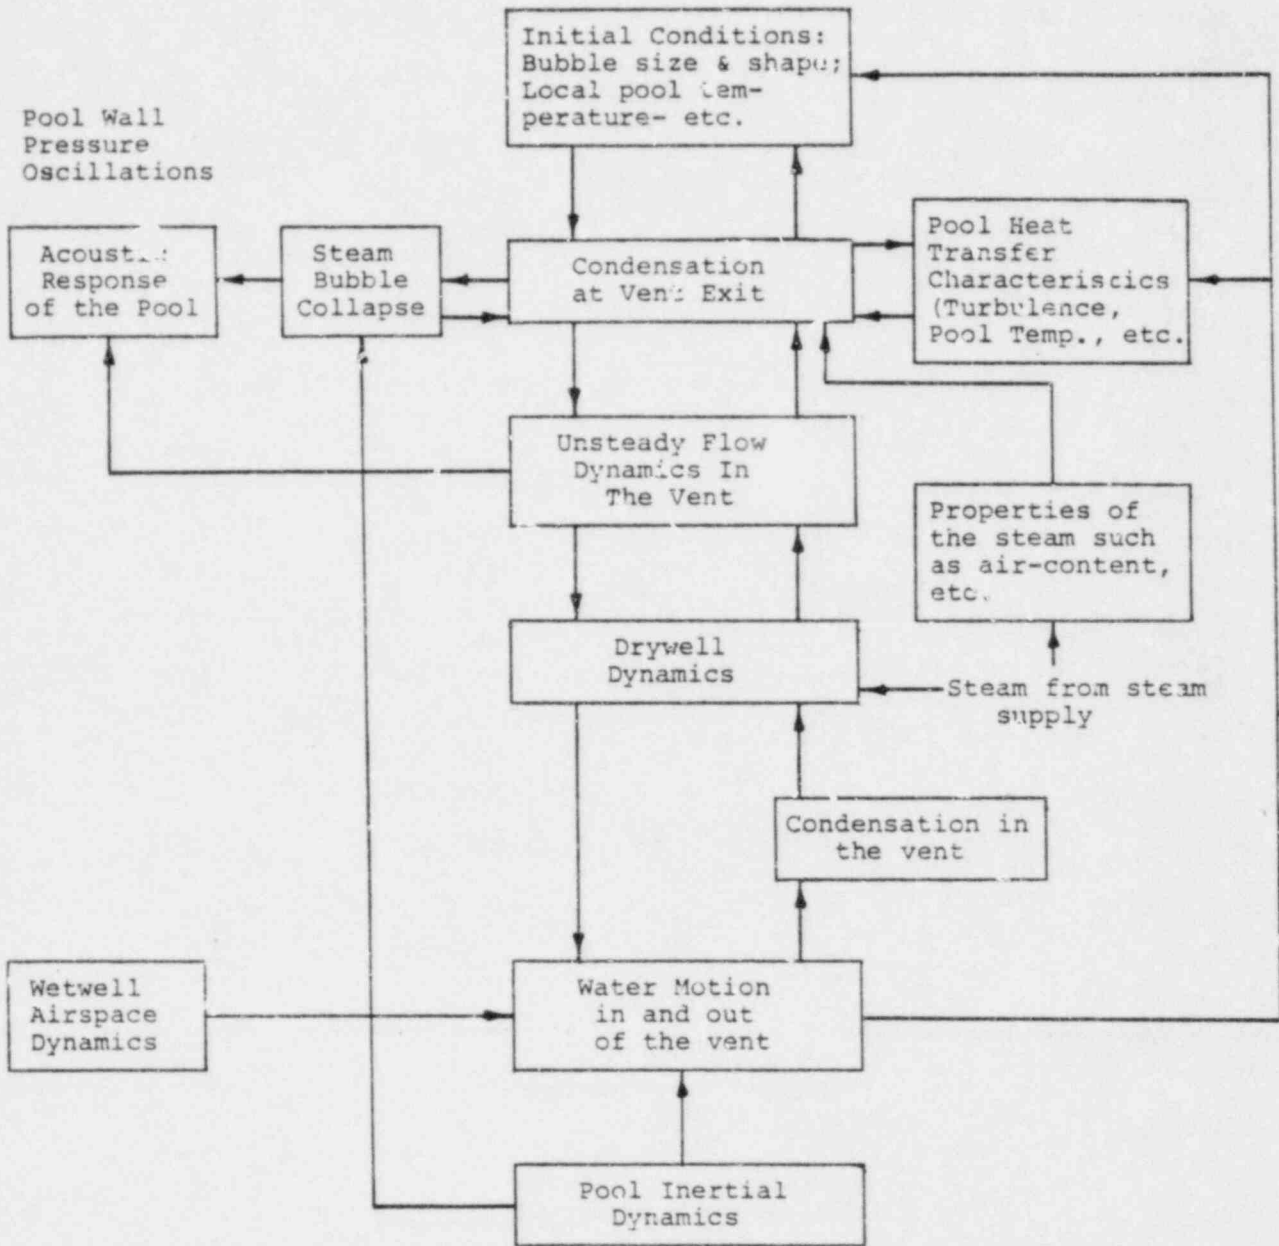 Initial Conditions:
Bubble size & shape;
Local pool tem-
perature- etc.
Pool Wall
Pressure
Oscillations
Acoustic
Response
of the Pool
Steam
Bubble
Collapse
Condensation
at Vent Exit
Pool Heat
Transfer
Characteriscics
(Turbulence,
Pool Temp., etc.
Unsteady Flow
Dynamics In
The Vent
Properties of
the steam such
as air-content,
etc.
Drywell
Dynamics
Steam from steam
supply
Condensation in
the vent
Wetwell
Airspace
Dynamics
Water Motion
in and out
of the vent
Pool Inertial
Dynamics